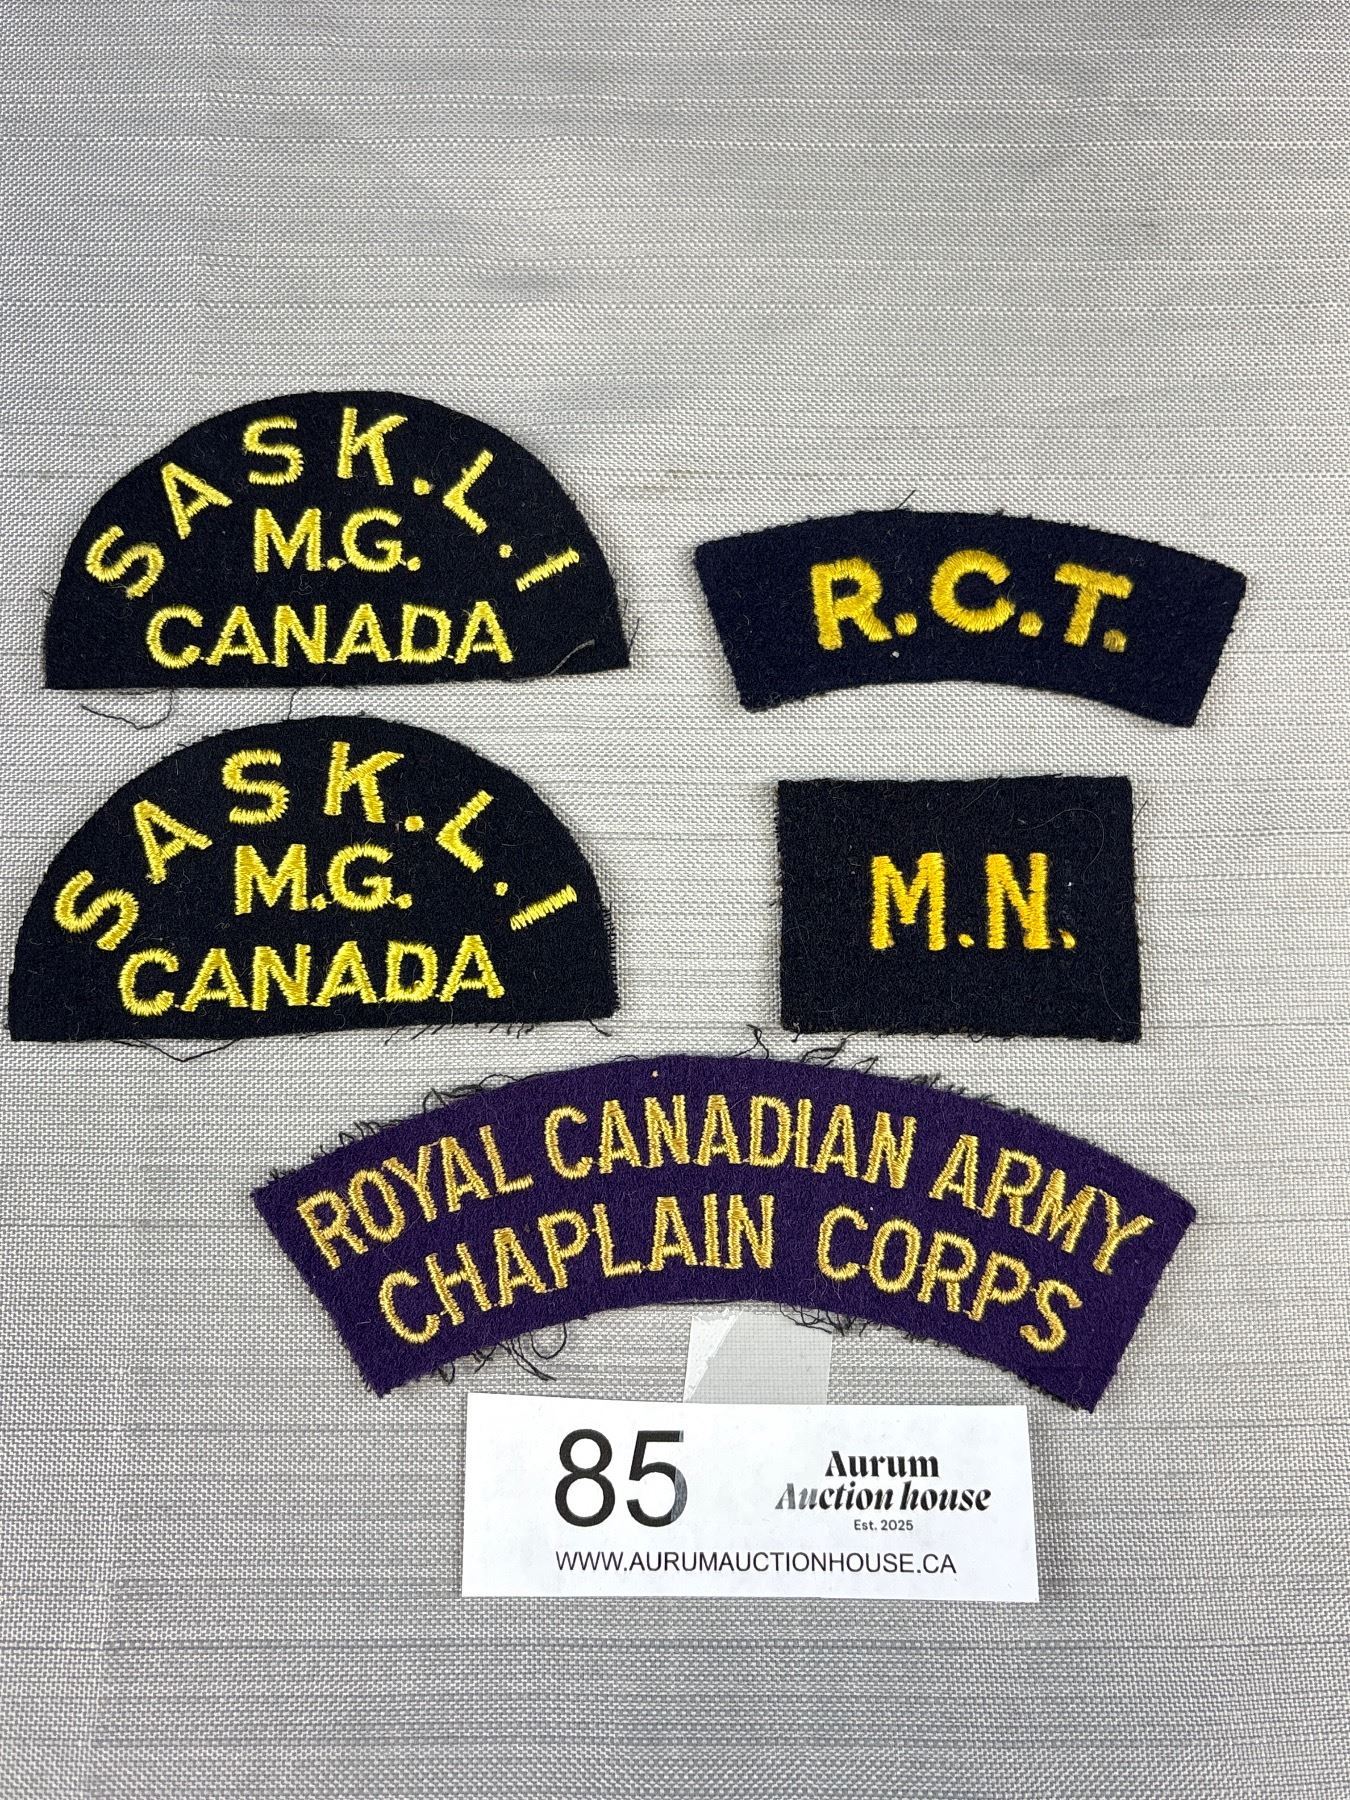 SASK.L.I
M.G.
CANADA
R.C.T.
SASK.L.I
M.G.
CANADA
M.N.
ROYAL CANADIAN ARMY
CHAPLAIN CORPS
85
Aurum
Auction house
Est. 2025
WWW.AURUMAUCTIONHOUSE.CA